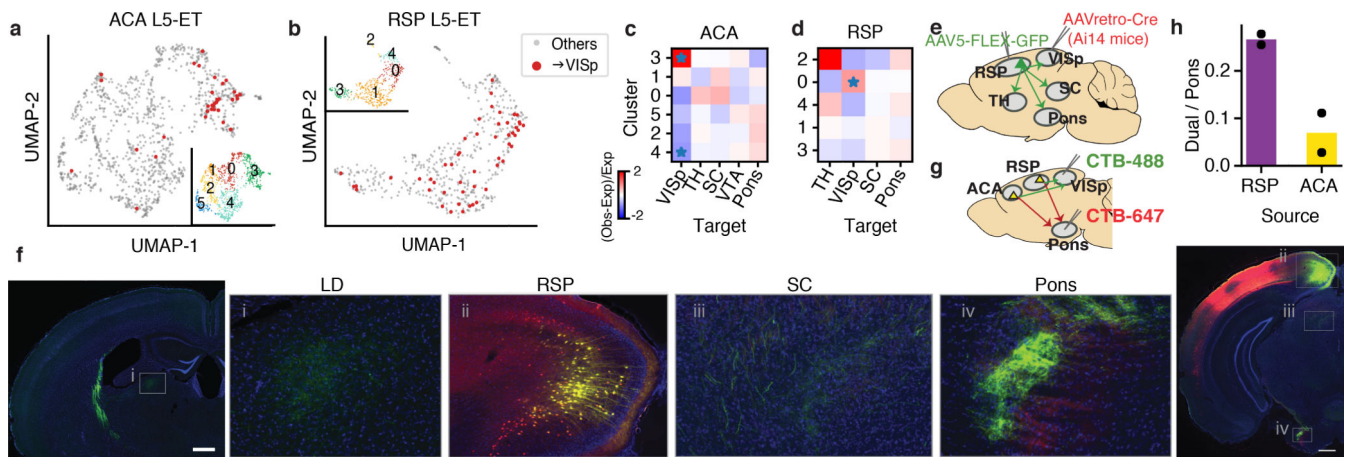 a
ACA L5-ET
UMAP-2
UMAP-1
1
0
3
2
4
5
b
RSP L5-ET
UMAP-2
UMAP-1
2
4
0
3
1
Others
→VISp
c
ACA
Cluster
3
1
0
5
2
4
VISp
TH
SC
VTA
Pons
Target
(Obs-Exp)/Exp
2
-2
d
RSP
2
0
4
1
3
TH
VISp
SC
Pons
Target
e
AAVretro-Cre
(Ai14 mice)
AAV5-FLEX-GFP
RSP
VISp
SC
TH
Pons
g
CTB-488
RSP
ACA
VISp
CTB-647
Pons
h
Dual / Pons
0.2
0.1
0.0
RSP
ACA
Source
f
i
LD
i
RSP
ii
SC
iii
Pons
iv
ii
iii
iv